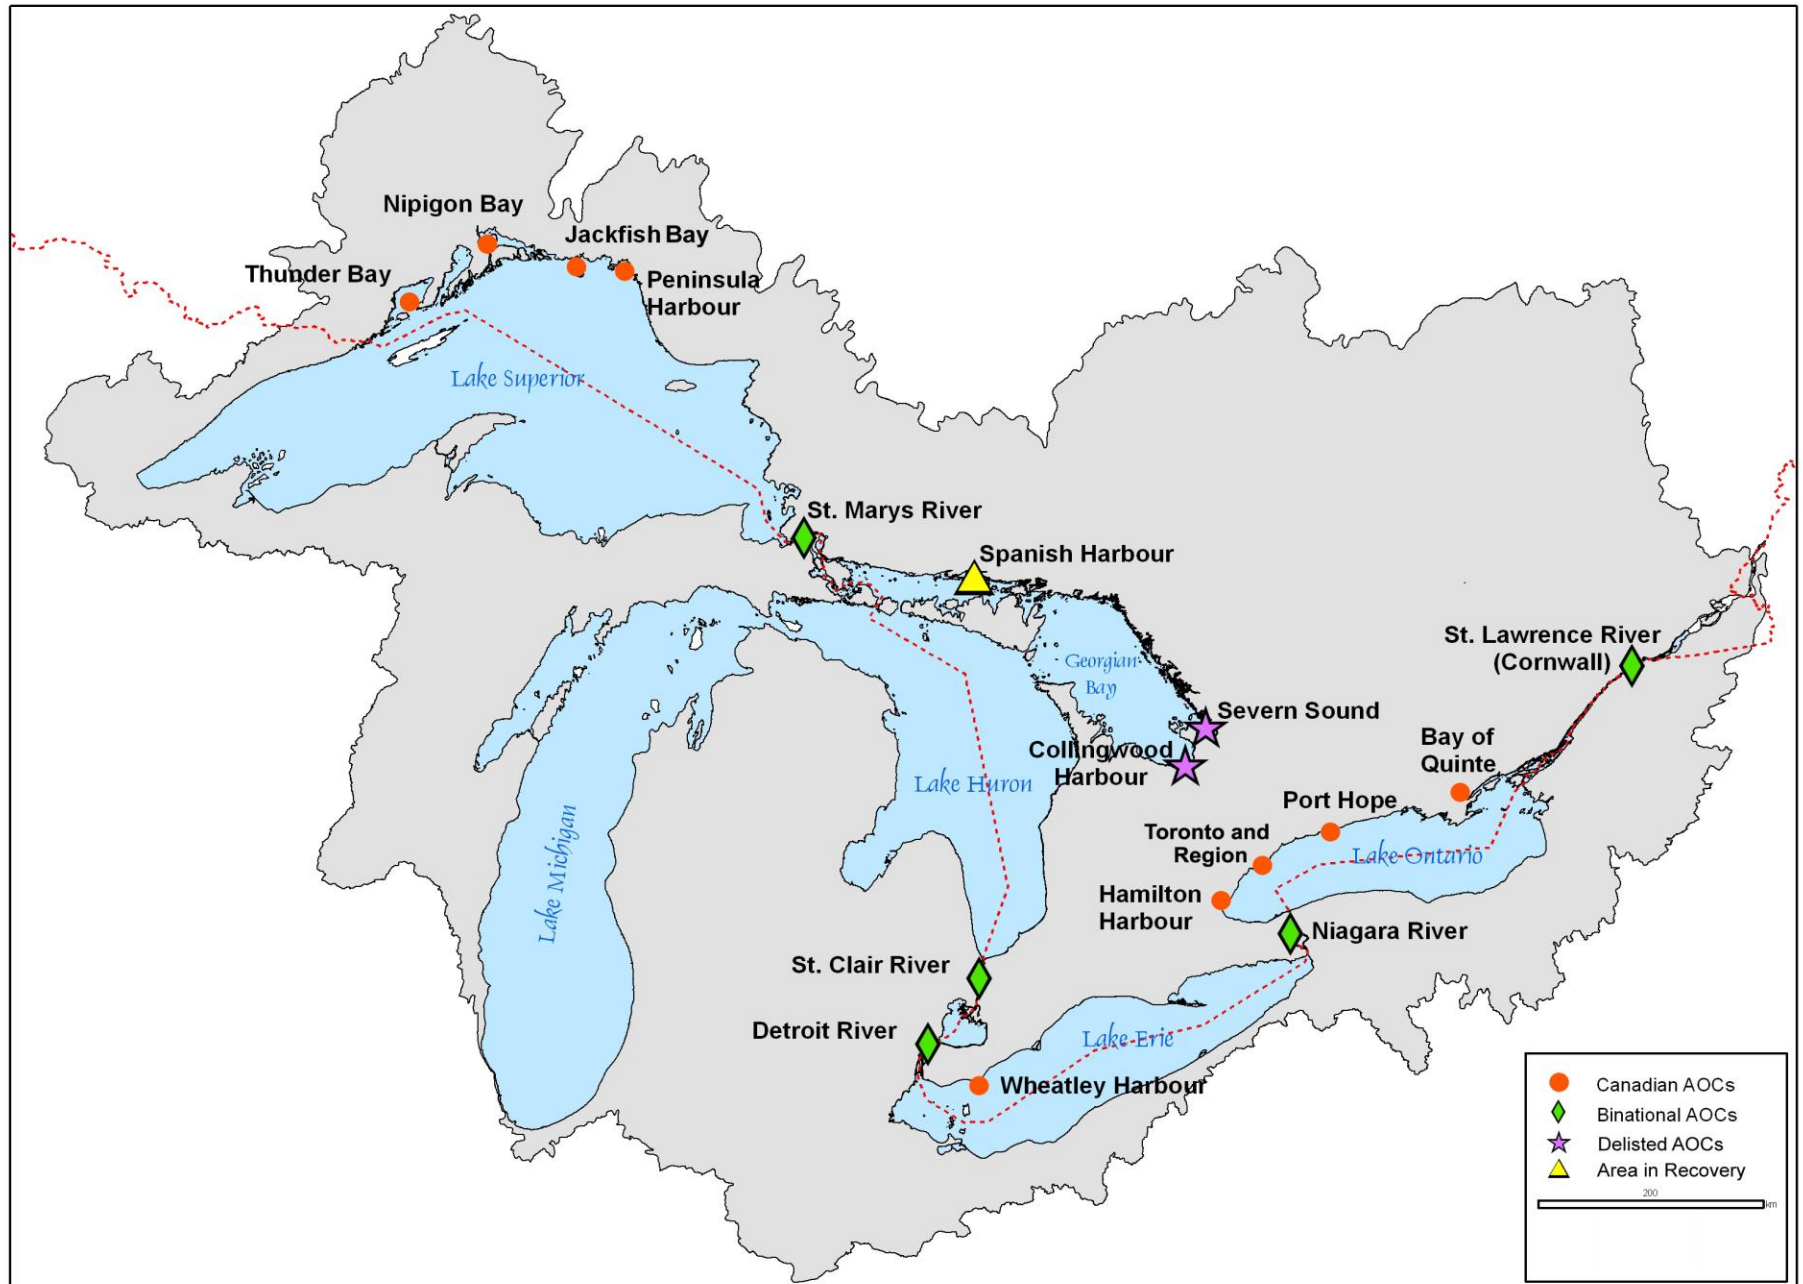 Nipigon Bay
Jackfish Bay
Thunder Bay
Peninsula
Harbour
Lake Superior
St. Marys River
Spanish Harbour
St. Lawrence River
(Cornwall)
Georgian
Bay
Severn Sound
Collingwood
Harbour
Bay of
Quinte
Lake Huron
Port Hope
Toronto and
Region
Lake Ontario
Lake Michigan
Hamilton
Harbour
Niagara River
St. Clair River
Detroit River
Lake Erie
Wheatley Harbour
Canadian AOCs
Binational AOCs
Delisted AOCs
Area in Recovery
200
km